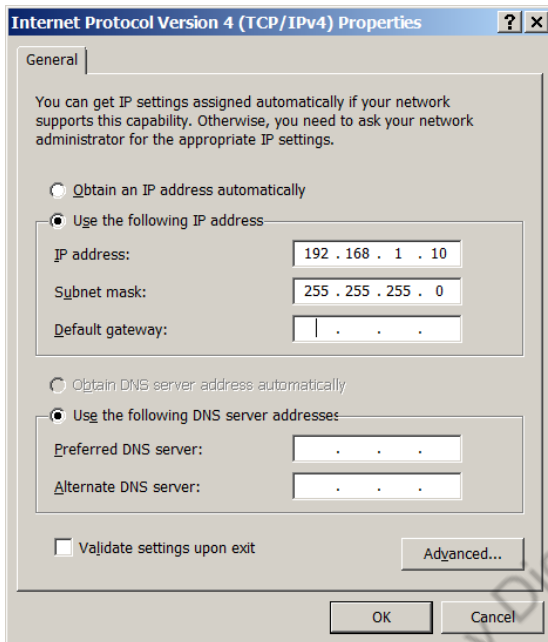 Internet Protocol Version 4 (TCP/IPv4) Properties ? x
General
You can get IP settings assigned automatically if your network
supports this capability. Otherwise, you need to ask your network
administrator for the appropriate IP settings.
Obtain an IP address automatically
Use the following IP address
IP address: 192 . 168 . 1 . 10
Subnet mask: 255 . 255 . 255 . 0
Default gateway: . . .
Obtain DNS server address automatically
Use the following DNS server addresses:
Preferred DNS server: . . .
Alternate DNS server: . . .
Validate settings upon exit
Advanced...
OK Cancel